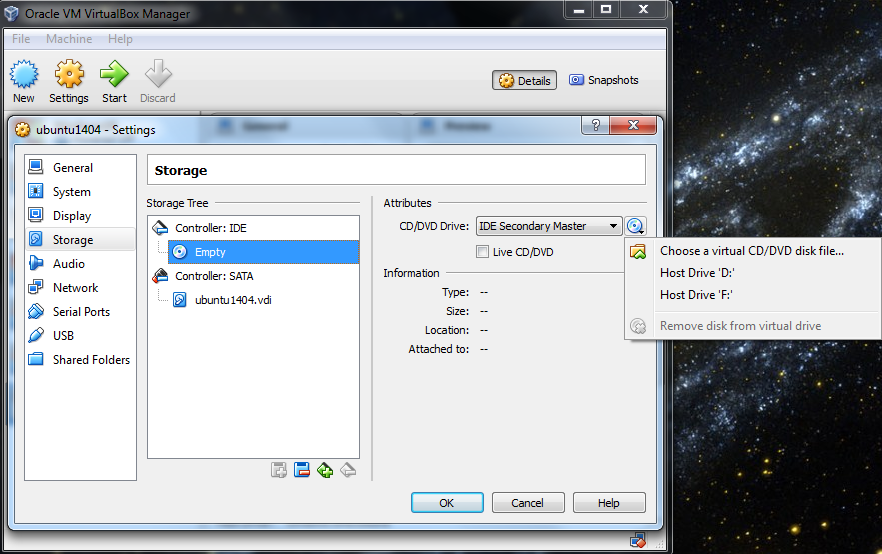 Oracle VM VirtualBox Manager
File Machine Help
New Settings Start Discard
Details Snapshots
General Preview
ubuntu1404 - Settings
?
General
System
Display
Storage
Audio
Network
Serial Ports
USB
Shared Folders
Storage
Storage Tree
Controller: IDE
Empty
Controller: SATA
ubuntu1404.vdi
Attributes
CD/DVD Drive: IDE Secondary Master
Live CD/DVD
Information
Type: --
Size: --
Location: --
Attached to: --
Choose a virtual CD/DVD disk file...
Host Drive 'D:'
Host Drive 'F:'
Remove disk from virtual drive
OK Cancel Help